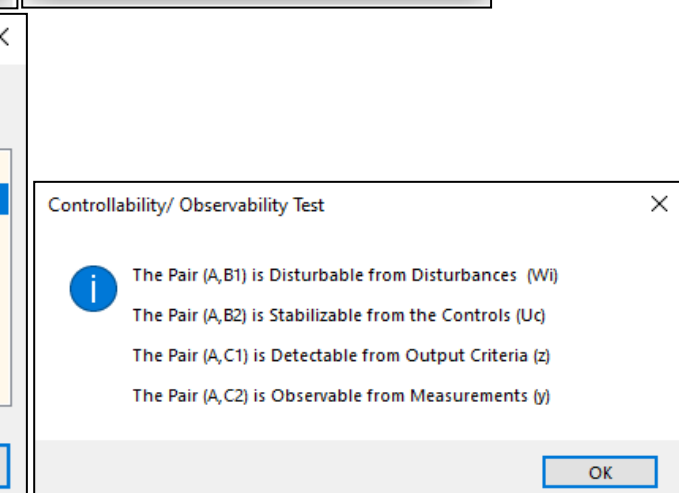 Controllability/ Observability Test
The Pair (A,B1) is Disturbable from Disturbances (Wi)
The Pair (A,B2) is Stabilizable from the Controls (Uc)
The Pair (A,C1) is Detectable from Output Criteria (z)
The Pair (A,C2) is Observable from Measurements (y)
OK